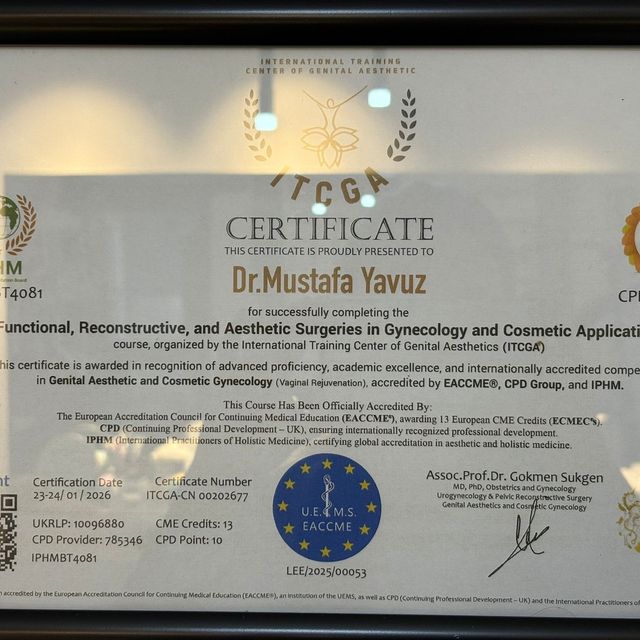 INTERNATIONAL TRAINING
CENTER OF GENITAL AESTHETIC
ITCGA
CERTIFICATE
THIS CERTIFICATE IS PROUDLY PRESENTED TO
HM
BT4081
CPD
Dr.Mustafa Yavuz
for successfully completing the
Functional, Reconstructive, and Aesthetic Surgeries in Gynecology and Cosmetic Applicati
course, organized by the International Training Center of Genital Aesthetics (ITCGA)
his certificate is awarded in recognition of advanced proficiency, academic excellence, and internationally accredited compe
in Genital Aesthetic and Cosmetic Gynecology (Vaginal Rejuvenation), accredited by EACCME®, CPD Group, and IPHM.
This Course Has Been Officially Accredited By:
The European Accreditation Council for Continuing Medical Education (EACCME®), awarding 13 European CME Credits (ECMEC®s).
CPD (Continuing Professional Development – UK), ensuring internationally recognized professional development.
IPHM (International Practitioners of Holistic Medicine), certifying global accreditation in aesthetic and holistic medicine.
Certification Date
23-24/ 01 / 2026
Certificate Number
ITCGA-CN 00202677
UKRLP: 10096880
CME Credits: 13
CPD Provider: 785346
CPD Point: 10
IPHMBT4081
U.E.M.S.
EACCME
LEE/2025/00053
Assoc.Prof.Dr. Gokmen Sukgen
MD, PhD, Obstetrics and Gynecology
Urogynecology & Pelvic Reconstructive Surgery
Genital Aesthetics and Cosmetic Gynecology
accredited by the European Accreditation Council for Continuing Medical Education (EACCME®), an institution of the UEMS, as well as CPD (Continuing Professional Development – UK) and the International Practitioners of